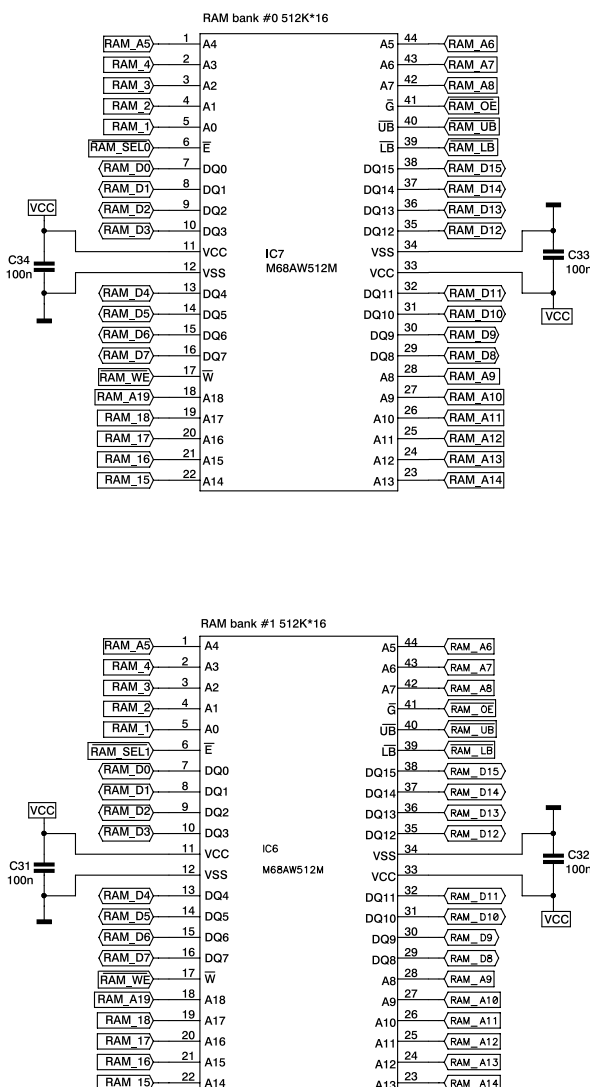 RAM bank #0 512K*16
RAM_A5 1 A4 A5 44 RAM_A6
RAM_4 2 A3 A6 43 RAM_A7
RAM_3 3 A2 A7 42 RAM_A8
RAM_2 4 A1 G 41 RAM_OE
RAM_1 5 A0 UB 40 RAM_UB
RAM_SEL0 6 E LB 39 RAM_LB
RAM_D0 7 DQ0 DQ15 38 RAM_D15
RAM_D1 8 DQ1 DQ14 37 RAM_D14
RAM_D2 9 DQ2 DQ13 36 RAM_D13
RAM_D3 10 DQ3 DQ12 35 RAM_D12
VCC
C34 100n
11 VCC VSS 34
12 VSS VCC 33
IC7
M68AW512M
C33 100n
VCC
RAM_D4 13 DQ4 DQ11 32 RAM_D11
RAM_D5 14 DQ5 DQ10 31 RAM_D10
RAM_D6 15 DQ6 DQ9 30 RAM_D9
RAM_D7 16 DQ7 DQ8 29 RAM_D8
RAM_WE 17 W A8 28 RAM_A9
RAM_A19 18 A18 A9 27 RAM_A10
RAM_18 19 A17 A10 26 RAM_A11
RAM_17 20 A16 A11 25 RAM_A12
RAM_16 21 A15 A12 24 RAM_A13
RAM_15 22 A14 A13 23 RAM_A14
RAM bank #1 512K*16
RAM_A5 1 A4 A5 44 RAM_A6
RAM_4 2 A3 A6 43 RAM_A7
RAM_3 3 A2 A7 42 RAM_A8
RAM_2 4 A1 G 41 RAM_OE
RAM_1 5 A0 UB 40 RAM_UB
RAM_SEL1 6 E LB 39 RAM_LB
RAM_D0 7 DQ0 DQ15 38 RAM_D15
RAM_D1 8 DQ1 DQ14 37 RAM_D14
RAM_D2 9 DQ2 DQ13 36 RAM_D13
RAM_D3 10 DQ3 DQ12 35 RAM_D12
VCC
C31 100n
11 VCC VSS 34
12 VSS VCC 33
IC6
M68AW512M
C32 100n
VCC
RAM_D4 13 DQ4 DQ11 32 RAM_D11
RAM_D5 14 DQ5 DQ10 31 RAM_D10
RAM_D6 15 DQ6 DQ9 30 RAM_D9
RAM_D7 16 DQ7 DQ8 29 RAM_D8
RAM_WE 17 W A8 28 RAM_A9
RAM_A19 18 A18 A9 27 RAM_A10
RAM_18 19 A17 A10 26 RAM_A11
RAM_17 20 A16 A11 25 RAM_A12
RAM_16 21 A15 A12 24 RAM_A13
RAM_15 22 A14 A13 23 RAM_A14